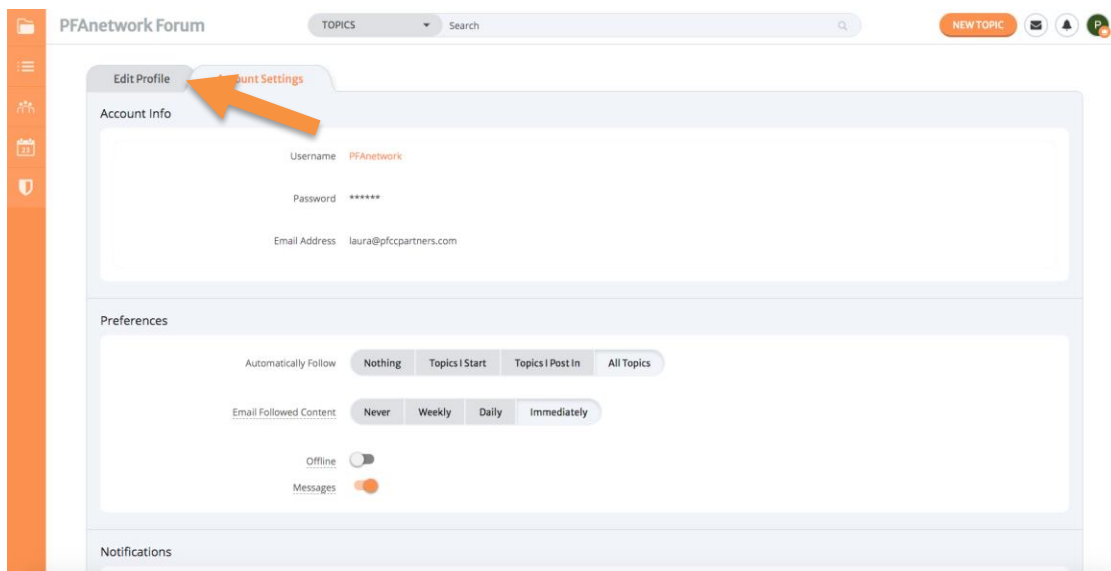 PFAnetwork Forum
TOPICS
Search
NEW TOPIC
P
Edit Profile
ount Settings
23
Account Info
Username PFAnetwork
Password ******
Email Address laura@pfccpartners.com
Preferences
Automatically Follow Nothing Topics I Start Topics I Post In All Topics
Email Followed Content Never Weekly Daily Immediately
Offline
Messages
Notifications